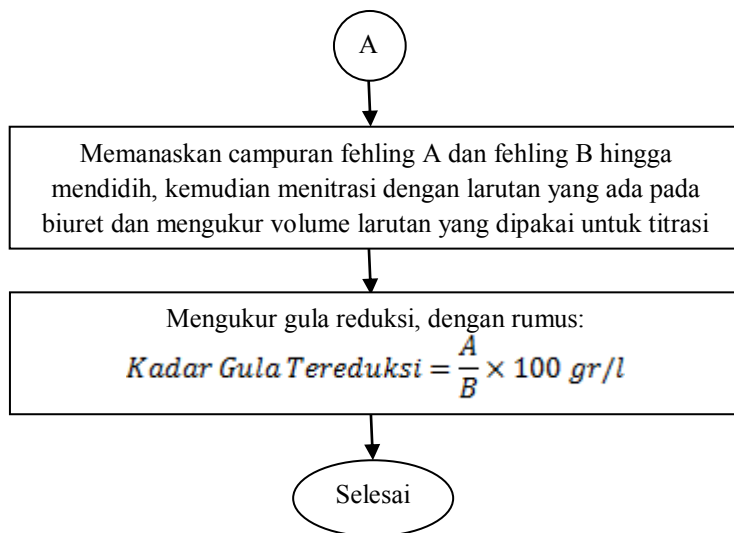 A
Memanaskan campuran fehling A dan fehling B hingga
mendidih, kemudian menitrasi dengan larutan yang ada pada
biuret dan mengukur volume larutan yang dipakai untuk titrasi
Mengukur gula reduksi, dengan rumus:
Kadar Gula Tereduksi = A/B × 100 gr/l
Selesai